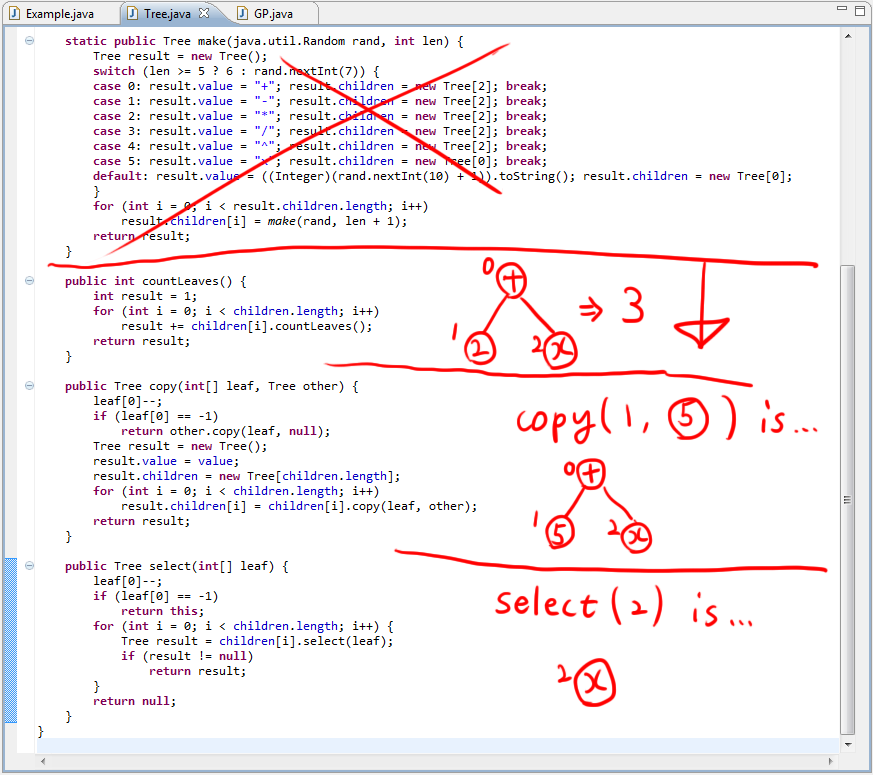 Example.java Tree.java GP.java
static public Tree make(java.util.Random rand, int len) {
Tree result = new Tree();
switch (len >= 5 ? 6 : rand.nextInt(7)) {
case 0: result.value = "+"; result.children = new Tree[2]; break;
case 1: result.value = "-"; result.children = new Tree[2]; break;
case 2: result.value = "*"; result.children = new Tree[2]; break;
case 3: result.value = "/"; result.children = new Tree[2]; break;
case 4: result.value = "^"; result.children = new Tree[2]; break;
case 5: result.value = "x"; result.children = new Tree[0]; break;
default: result.value = ((Integer)(rand.nextInt(10) + 1)).toString(); result.children = new Tree[0];
}
for (int i = 0; i < result.children.length; i++)
result.children[i] = make(rand, len + 1);
return result;
}
public int countLeaves() {
int result = 1;
for (int i = 0; i < children.length; i++)
result += children[i].countLeaves();
return result;
}
0 +
1 2 2 x
⇒ 3
public Tree copy(int[] leaf, Tree other) {
leaf[0]--;
if (leaf[0] == -1)
return other.copy(leaf, null);
Tree result = new Tree();
result.value = value;
result.children = new Tree[children.length];
for (int i = 0; i < children.length; i++)
result.children[i] = children[i].copy(leaf, other);
return result;
}
copy(1, 5) is...
0 +
1 5 2 x
public Tree select(int[] leaf) {
leaf[0]--;
if (leaf[0] == -1)
return this;
for (int i = 0; i < children.length; i++) {
Tree result = children[i].select(leaf);
if (result != null)
return result;
}
return null;
}
}
select(2) is...
2 x